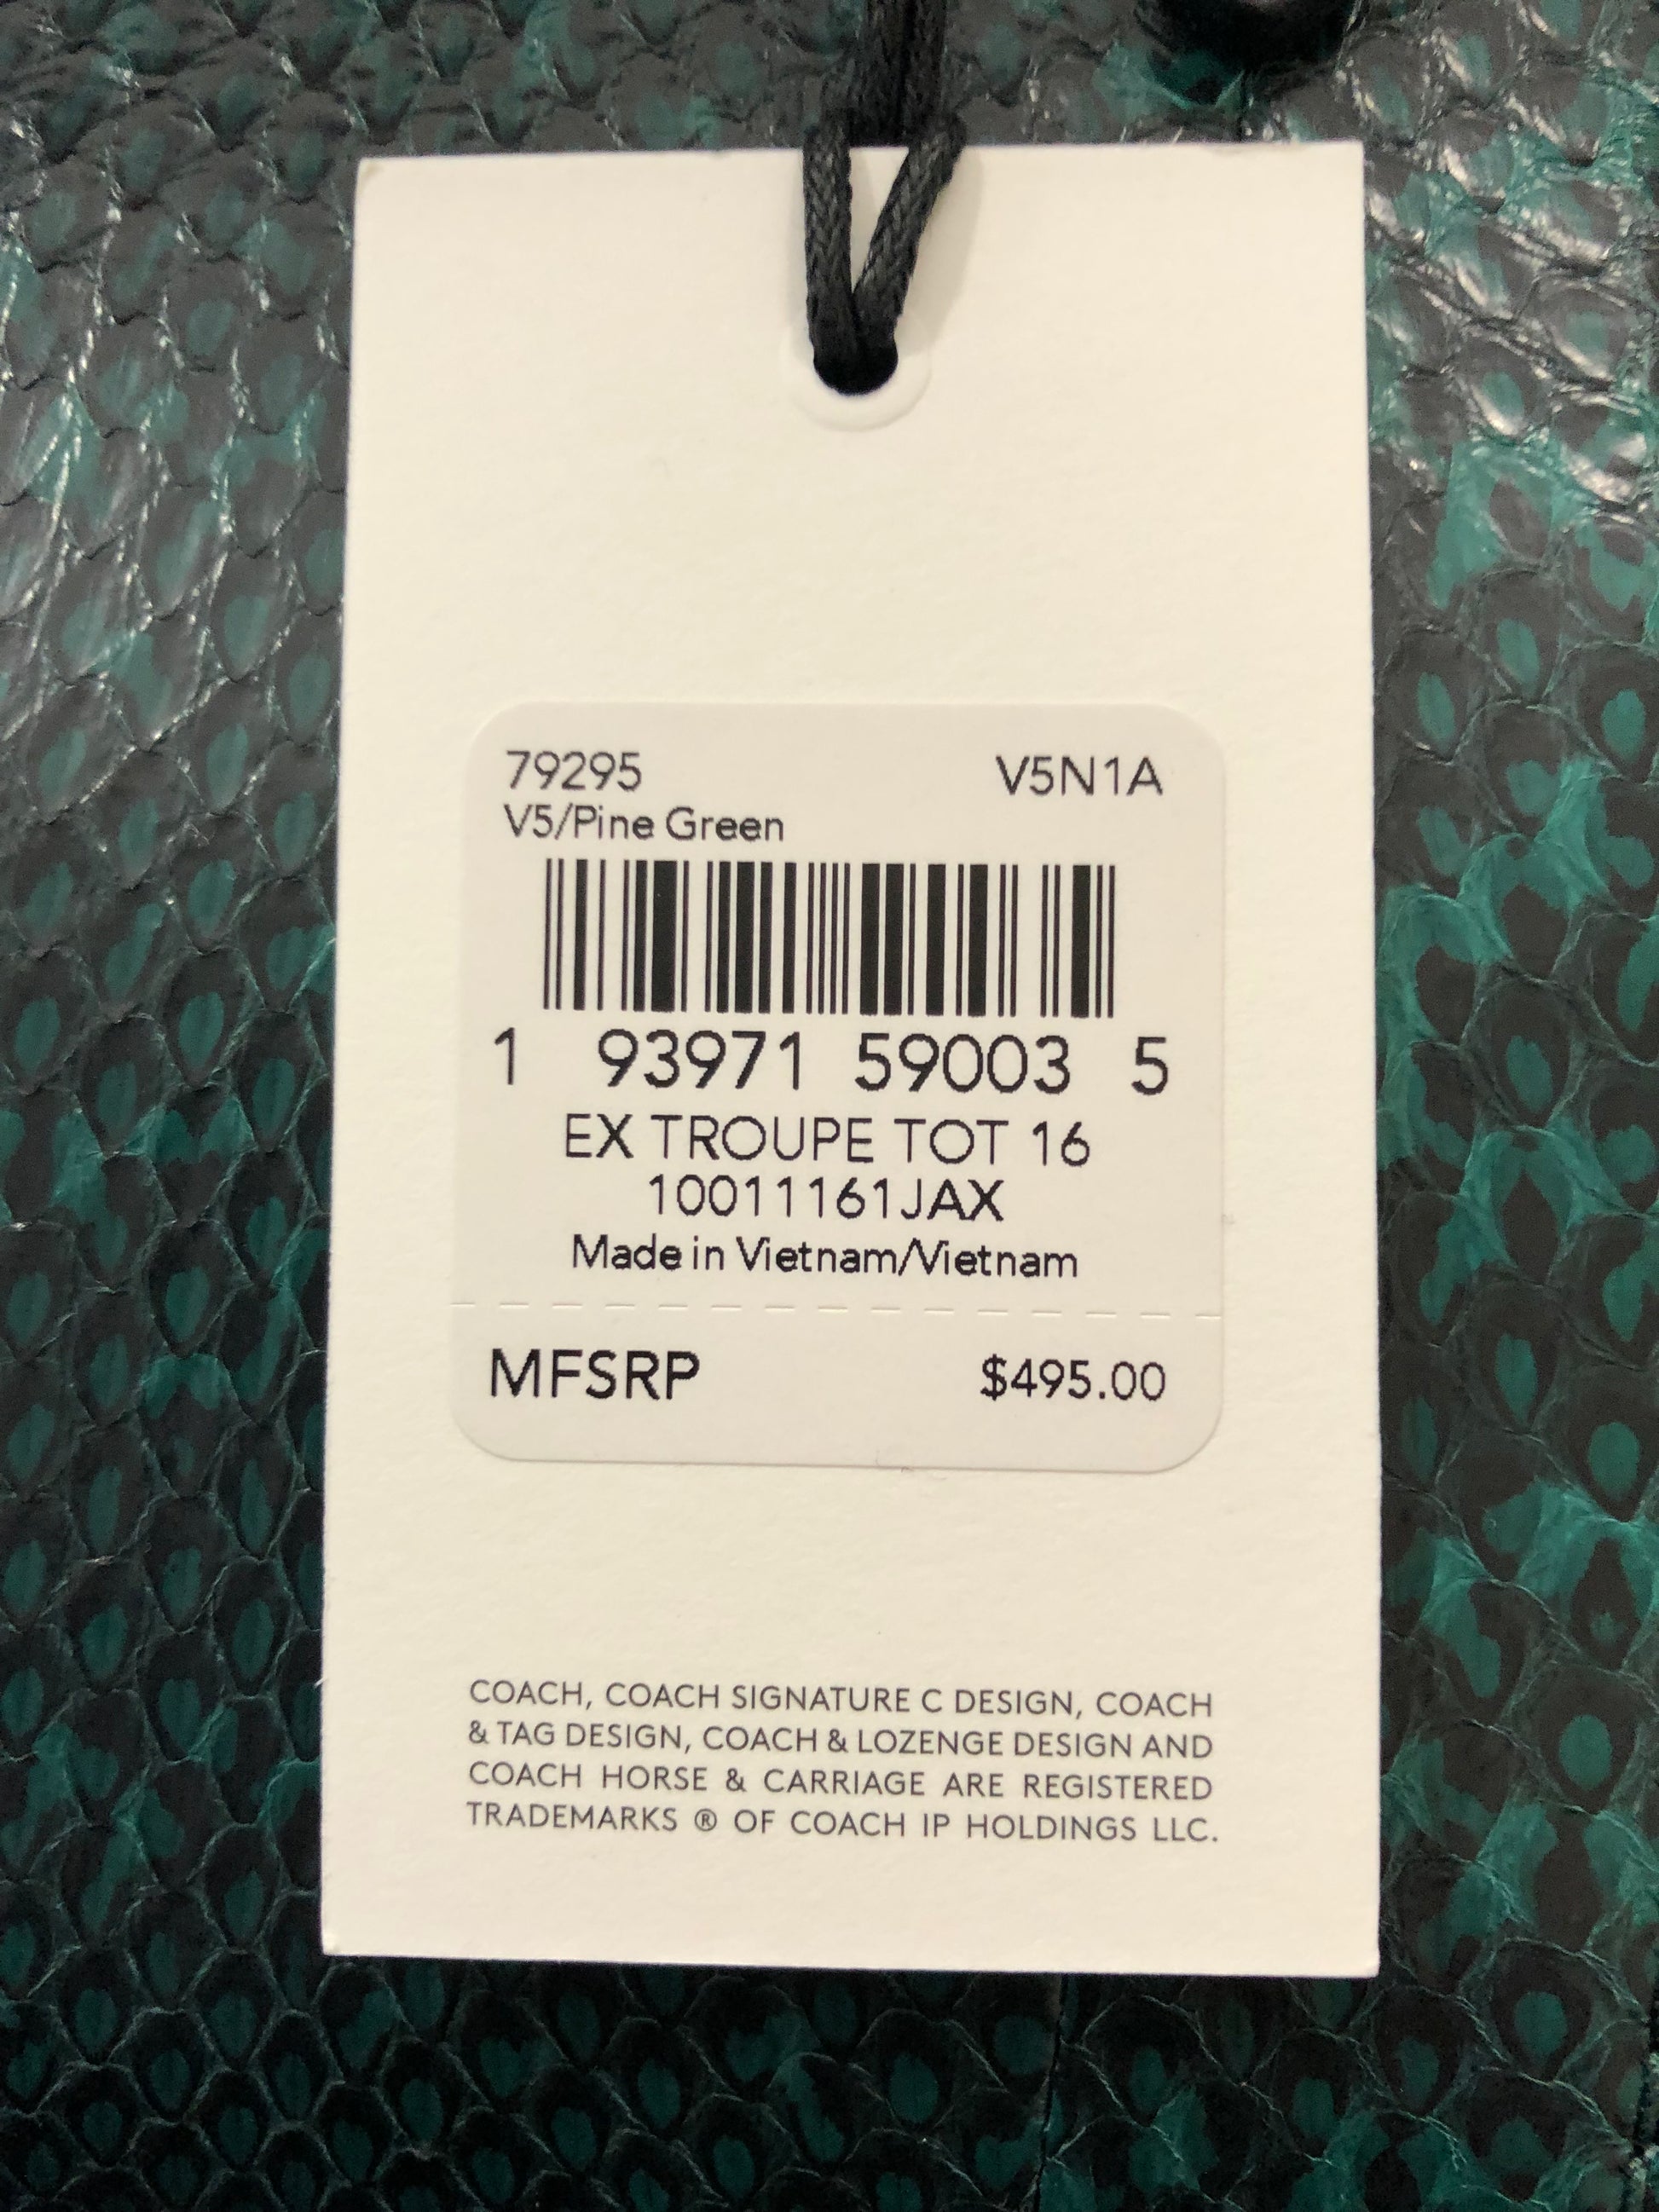 79295 V5N1A
V5/Pine Green
1 93971 59003 5
EX TROUPE TOT 16
10011161JAX
Made in Vietnam/Vietnam
MFSRP $495.00
COACH, COACH SIGNATURE C DESIGN, COACH
& TAG DESIGN, COACH & LOZENGE DESIGN AND
COACH HORSE & CARRIAGE ARE REGISTERED
TRADEMARKS ® OF COACH IP HOLDINGS LLC.